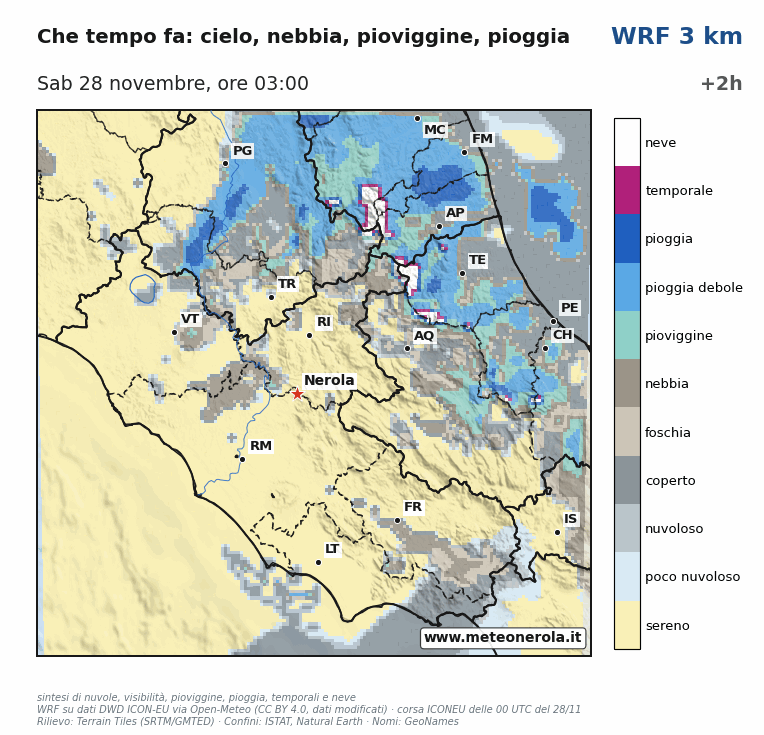 Che tempo fa: cielo, nebbia, pioviggine, pioggia
WRF 3 km
Sab 28 novembre, ore 03:00
+2h
MC
FM
PG
AP
TE
TR
PE
VT
RI
AQ
CH
Nerola
RM
FR
IS
LT
www.meteonerola.it
neve
temporale
pioggia
pioggia debole
pioviggine
nebbia
foschia
coperto
nuvoloso
poco nuvoloso
sereno
sintesi di nuvole, visibilità, pioviggine, pioggia, temporali e neve
WRF su dati DWD ICON-EU via Open-Meteo (CC BY 4.0, dati modificati) · corsa ICONEU delle 00 UTC del 28/11
Rilievo: Terrain Tiles (SRTM/GMTED) · Confini: ISTAT, Natural Earth · Nomi: GeoNames